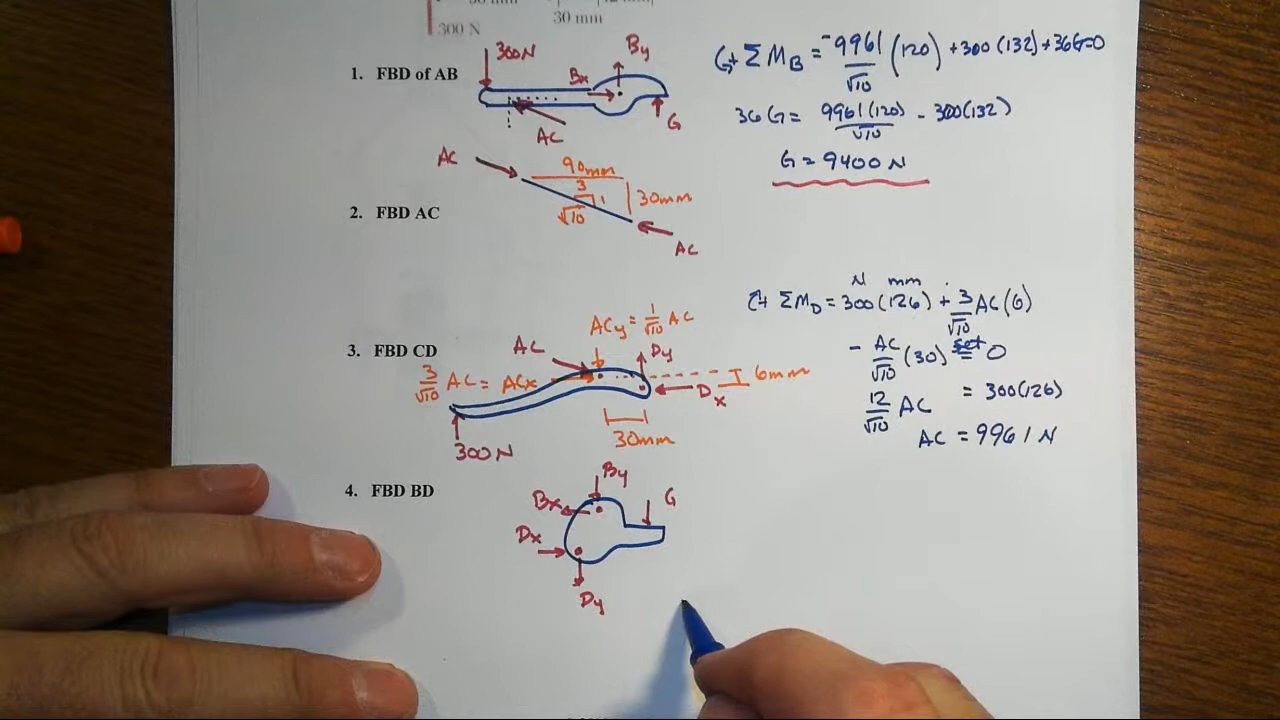 300 N
30 mm
1. FBD of AB
300N
Bx
By
AC
G
↺+ ΣM_B = -9961/√10 (120) + 300(132) + 36G=0
36G = 9961(120)/√10 - 300(132)
G = 9400 N
2. FBD AC
AC
90mm
3
1
√10
30mm
AC
N mm
ΣM_D = 300(126) + 3/√10 AC(6)
- AC/√10 (30) set= 0
12/√10 AC = 300(126)
AC = 9961 N
3. FBD CD
ACy = 1/√10 AC
AC
Dy
3/√10 AC = ACx
Dx
6mm
30mm
300N
4. FBD BD
By
Bx
G
Dx
Dy